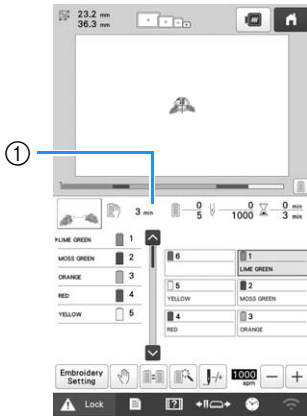 23.2 mm
36.3 mm
①
3 min
0
5
0
1000
0 min
3 min
LIME GREEN 1
MOSS GREEN 2
ORANGE 3
RED 4
YELLOW 5
6
1
LIME GREEN
5
YELLOW
2
MOSS GREEN
4
RED
3
ORANGE
Embroidery
Setting
1000
spm
− +
Lock